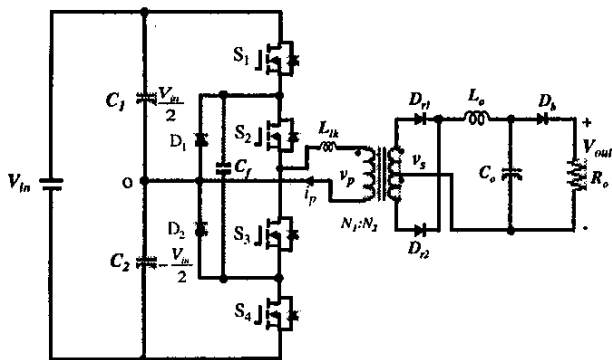 S1
C1
Vin/2
D1
S2
Cf
Llk
Dr1
Lo
Db
+
Vin
o
ip
vp
vs
Co
Vout
Ro
N1:N2
D2
S3
Dr2
-
C2
-Vin/2
S4